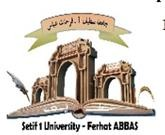 جامعة سطيف 1 . فرحات عباس
Setif 1 University - Ferhat ABBAS